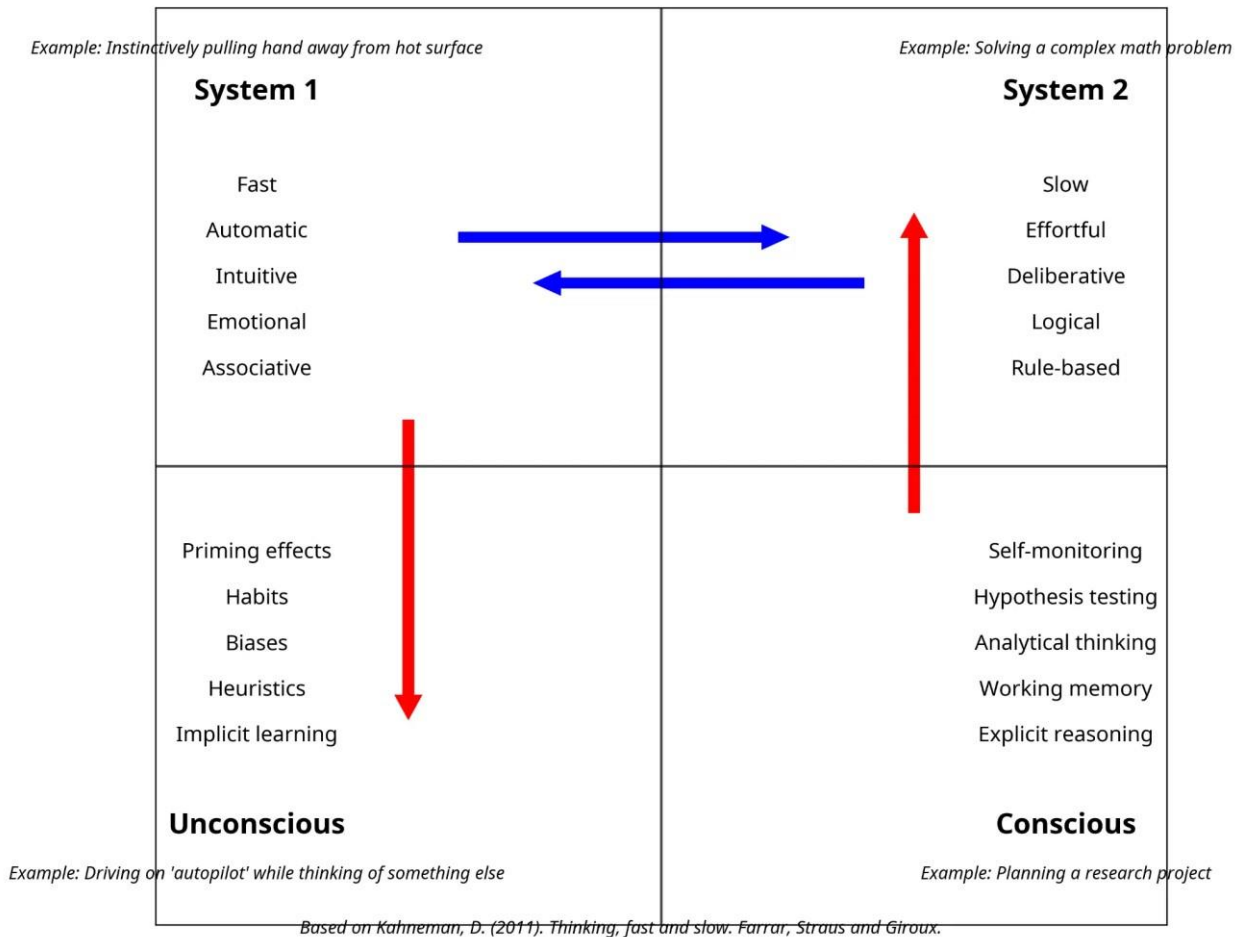 Example: Instinctively pulling hand away from hot surface
System 1
Fast
Automatic
Intuitive
Emotional
Associative
Example: Solving a complex math problem
System 2
Slow
Effortful
Deliberative
Logical
Rule-based
Priming effects
Habits
Biases
Heuristics
Implicit learning
Unconscious
Example: Driving on 'autopilot' while thinking of something else
Self-monitoring
Hypothesis testing
Analytical thinking
Working memory
Explicit reasoning
Conscious
Example: Planning a research project
Based on Kahneman, D. (2011). Thinking, fast and slow. Farrar, Straus and Giroux.